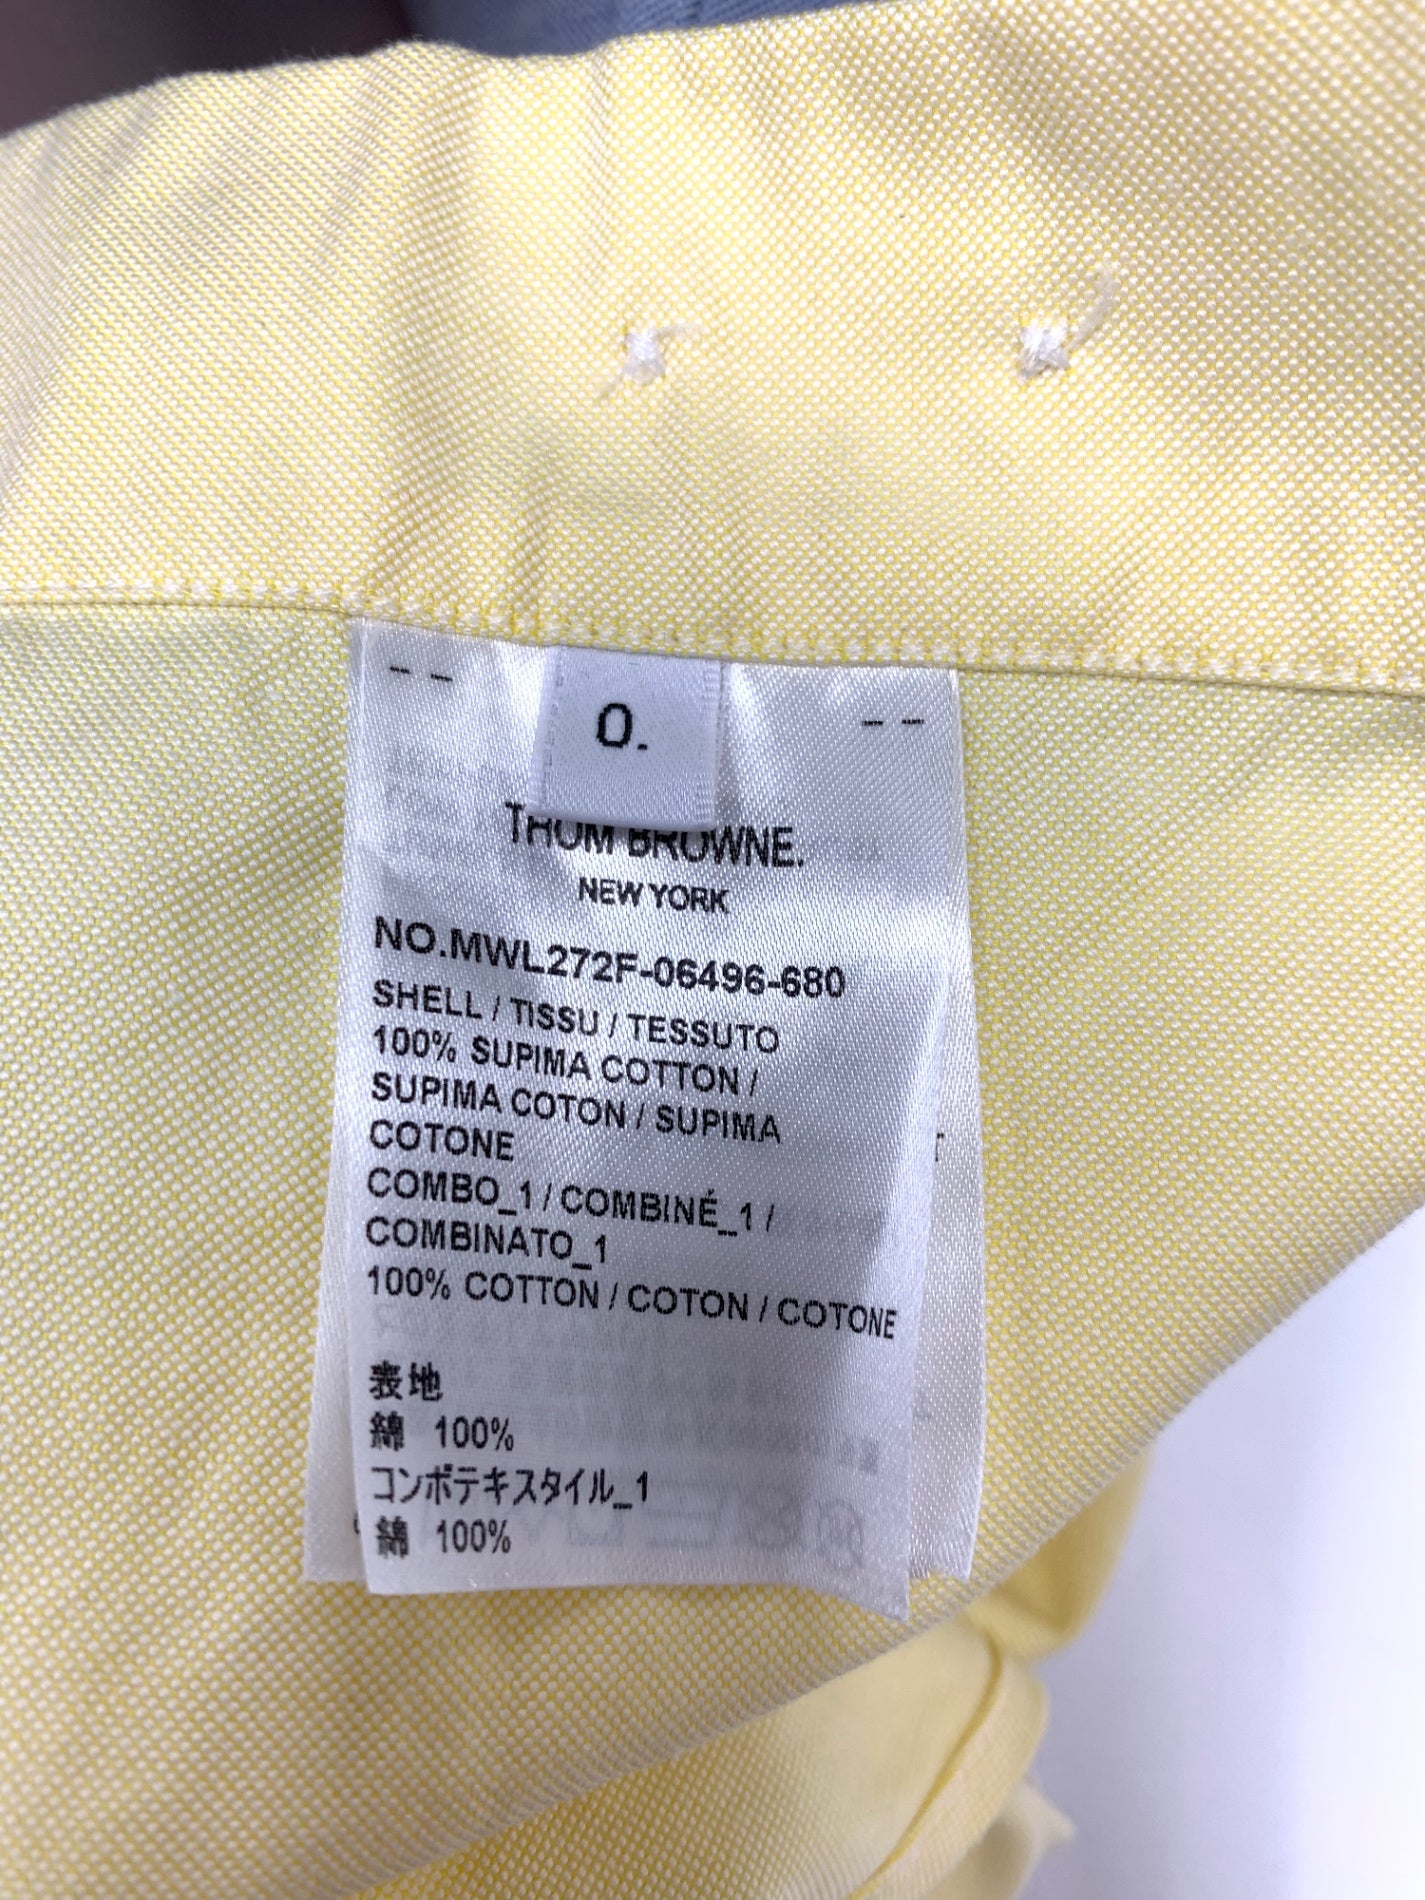 -- --
0.
THOM BROWNE.
NEW YORK
NO.MWL272F-06496-680
SHELL / TISSU / TESSUTO
100% SUPIMA COTTON /
SUPIMA COTON / SUPIMA
COTONE
COMBO_1 / COMBINÉ_1 /
COMBINATO_1
100% COTTON / COTON / COTONE
表地
綿 100%
コンポテキスタイル_1
綿 100%